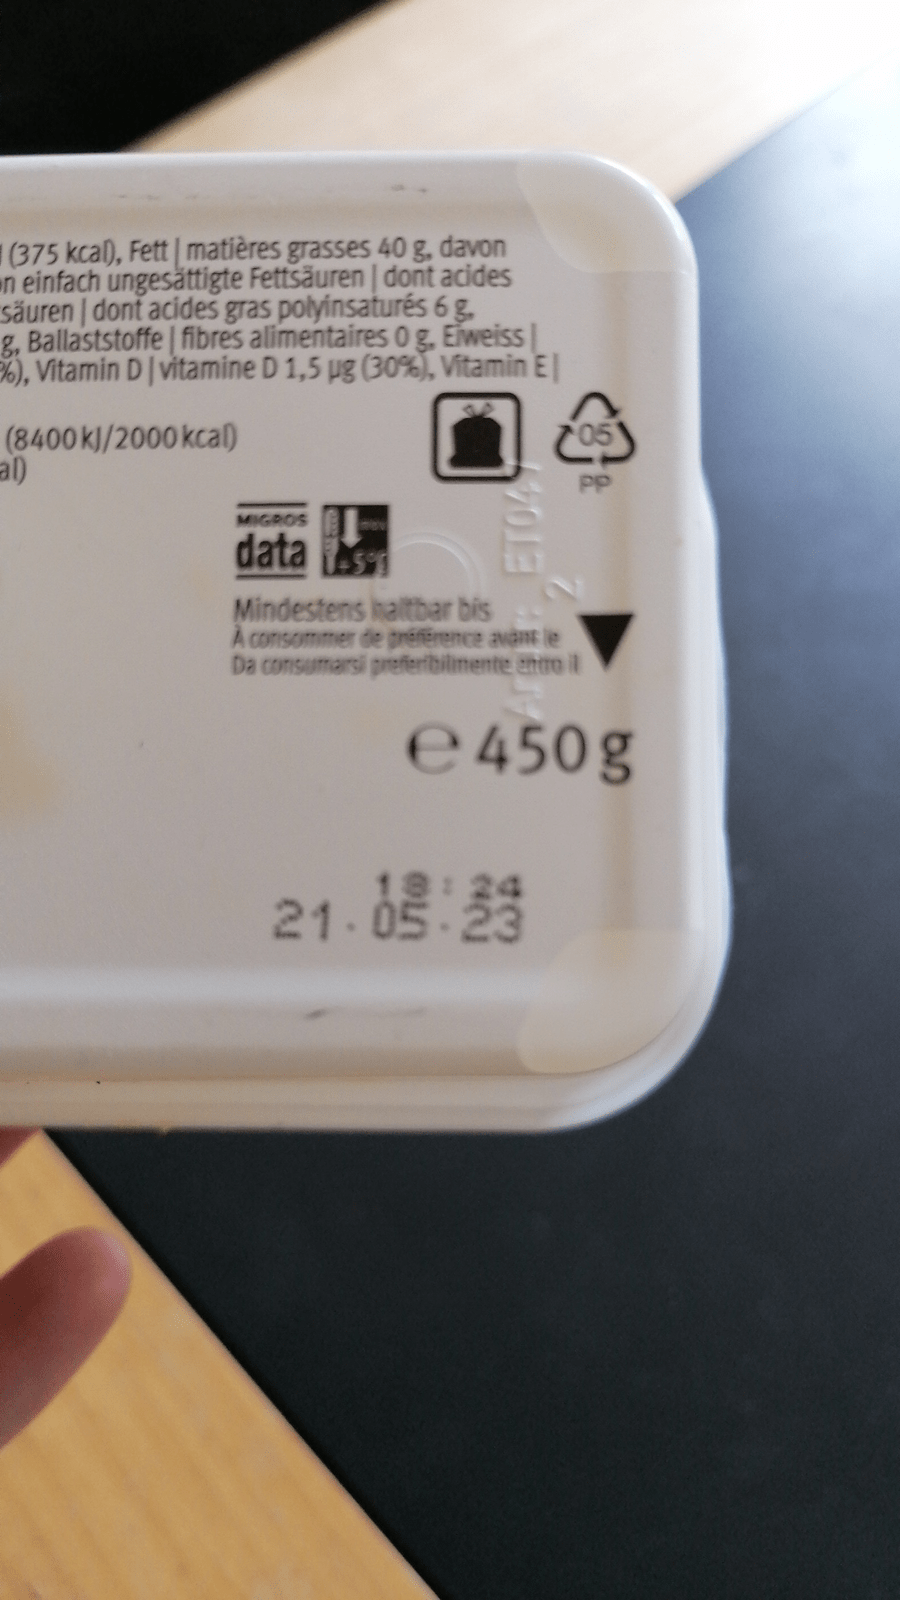 (375 kcal), Fett | matières grasses 40 g, davon
n einfach ungesättigte Fettsäuren | dont acides
säuren | dont acides gras polyinsaturés 6 g,
g, Ballaststoffe | fibres alimentaires 0 g, Eiweiss |
%), Vitamin D | vitamine D 1,5 µg (30%), Vitamin E |
(8400 kJ/2000 kcal)
al)
05
PP
MIGROS
data
+5°
Mindestens haltbar bis
À consommer de préférence avant le
Da consumarsi preferibilmente entro il
2
℮ 450 g
18:24
21.05.23